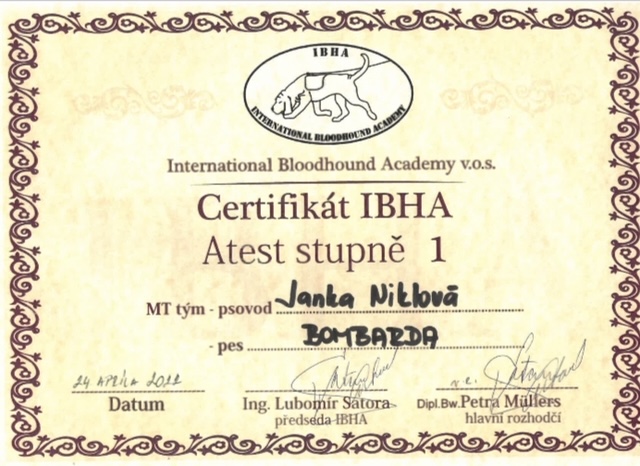 IBHA
INTERNATIONAL BLOODHOUND ACADEMY
International Bloodhound Academy v.o.s.
Certifikát IBHA
Atest stupně 1
MT tým - psovod Janka Niklová
- pes BOMBARDA
24 APRÍLA 2022
v.z.
Datum Ing. Lubomír Sátora Dipl.Bw.Petra Müllers
předseda IBHA hlavní rozhodčí